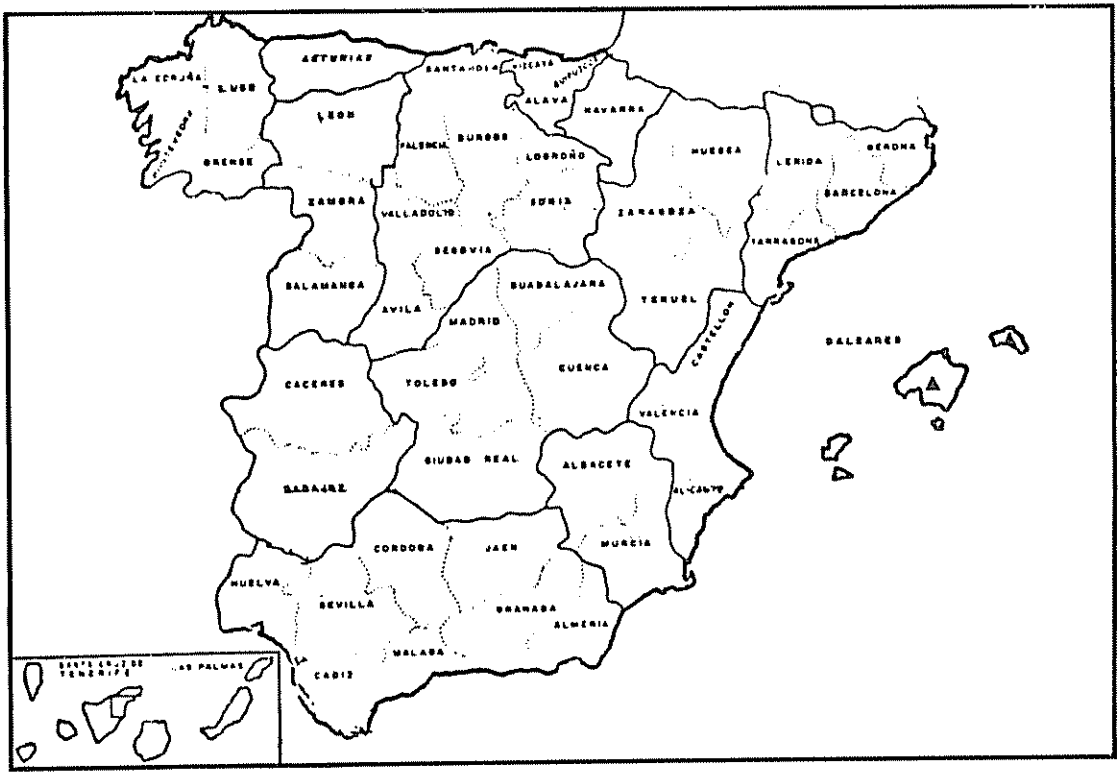 ASTURIAS
SANTANDER
VIZCAYA
GUIPUZCOA
LA CORUÑA
LUGO
ALAVA
NAVARRA
LEON
PALENCIA
BURGOS
LOGROÑO
HUESCA
LERIDA
GERONA
PONTEVEDRA
ORENSE
BARCELONA
ZAMORA
VALLADOLID
SORIA
ZARAGOZA
TARRAGONA
SEGOVIA
SALAMANCA
GUADALAJARA
TERUEL
AVILA
MADRID
CASTELLON
BALEARES
CACERES
TOLEDO
CUENCA
VALENCIA
CIUDAD REAL
ALBACETE
BADAJOZ
ALICANTE
CORDOBA
JAEN
MURCIA
HUELVA
SEVILLA
GRANADA
ALMERIA
MALAGA
CADIZ
SANTA CRUZ DE
TENERIFE
LAS PALMAS